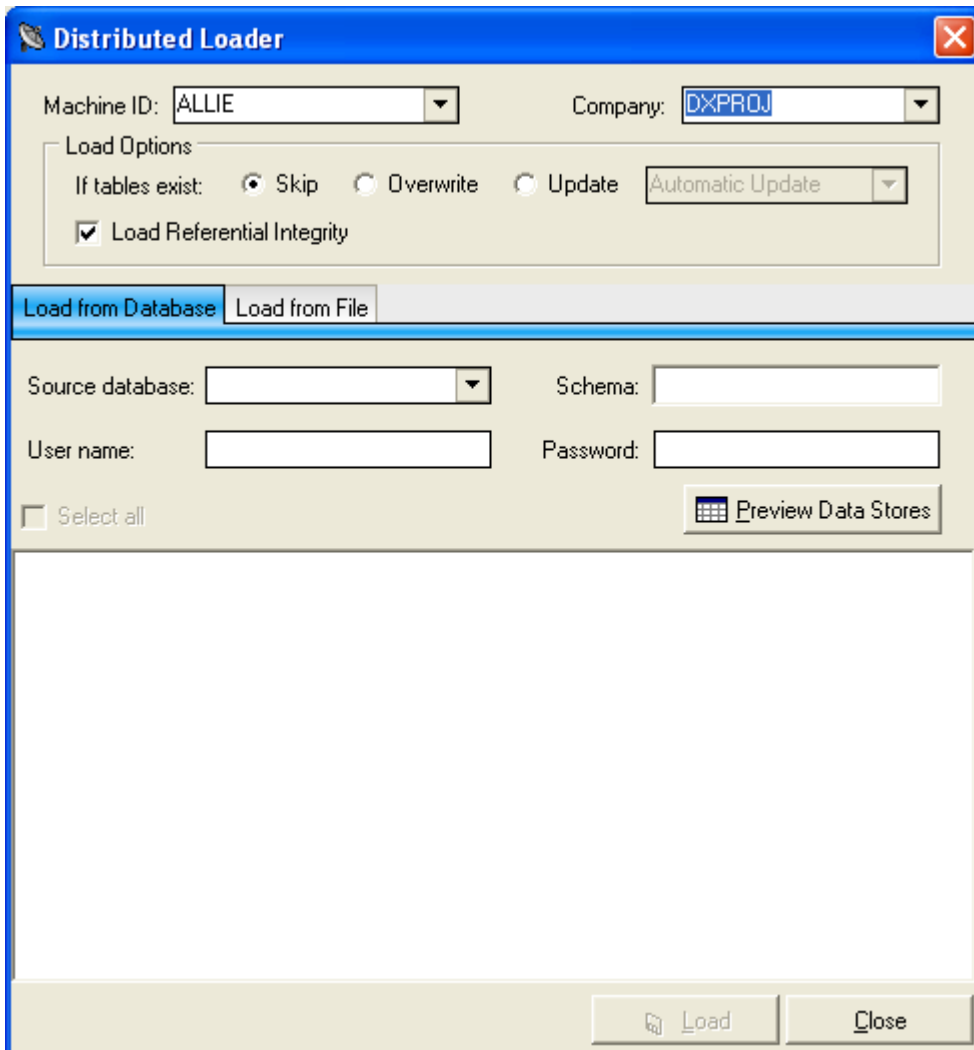 Distributed Loader
Machine ID: ALLIE Company: DXPROJ
Load Options
If tables exist: Skip Overwrite Update Automatic Update
Load Referential Integrity
Load from Database Load from File
Source database: Schema:
User name: Password:
Select all Preview Data Stores
Load Close